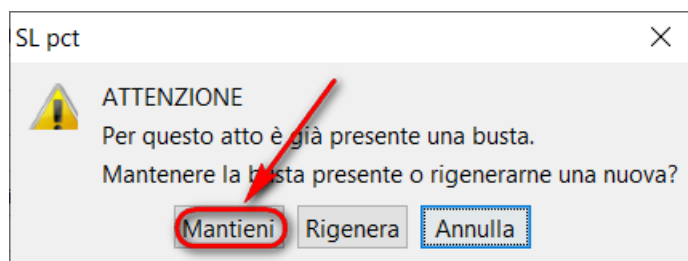 SL pct
ATTENZIONE
Per questo atto è già presente una busta.
Mantenere la busta presente o rigenerarne una nuova?
Mantieni Rigenera Annulla